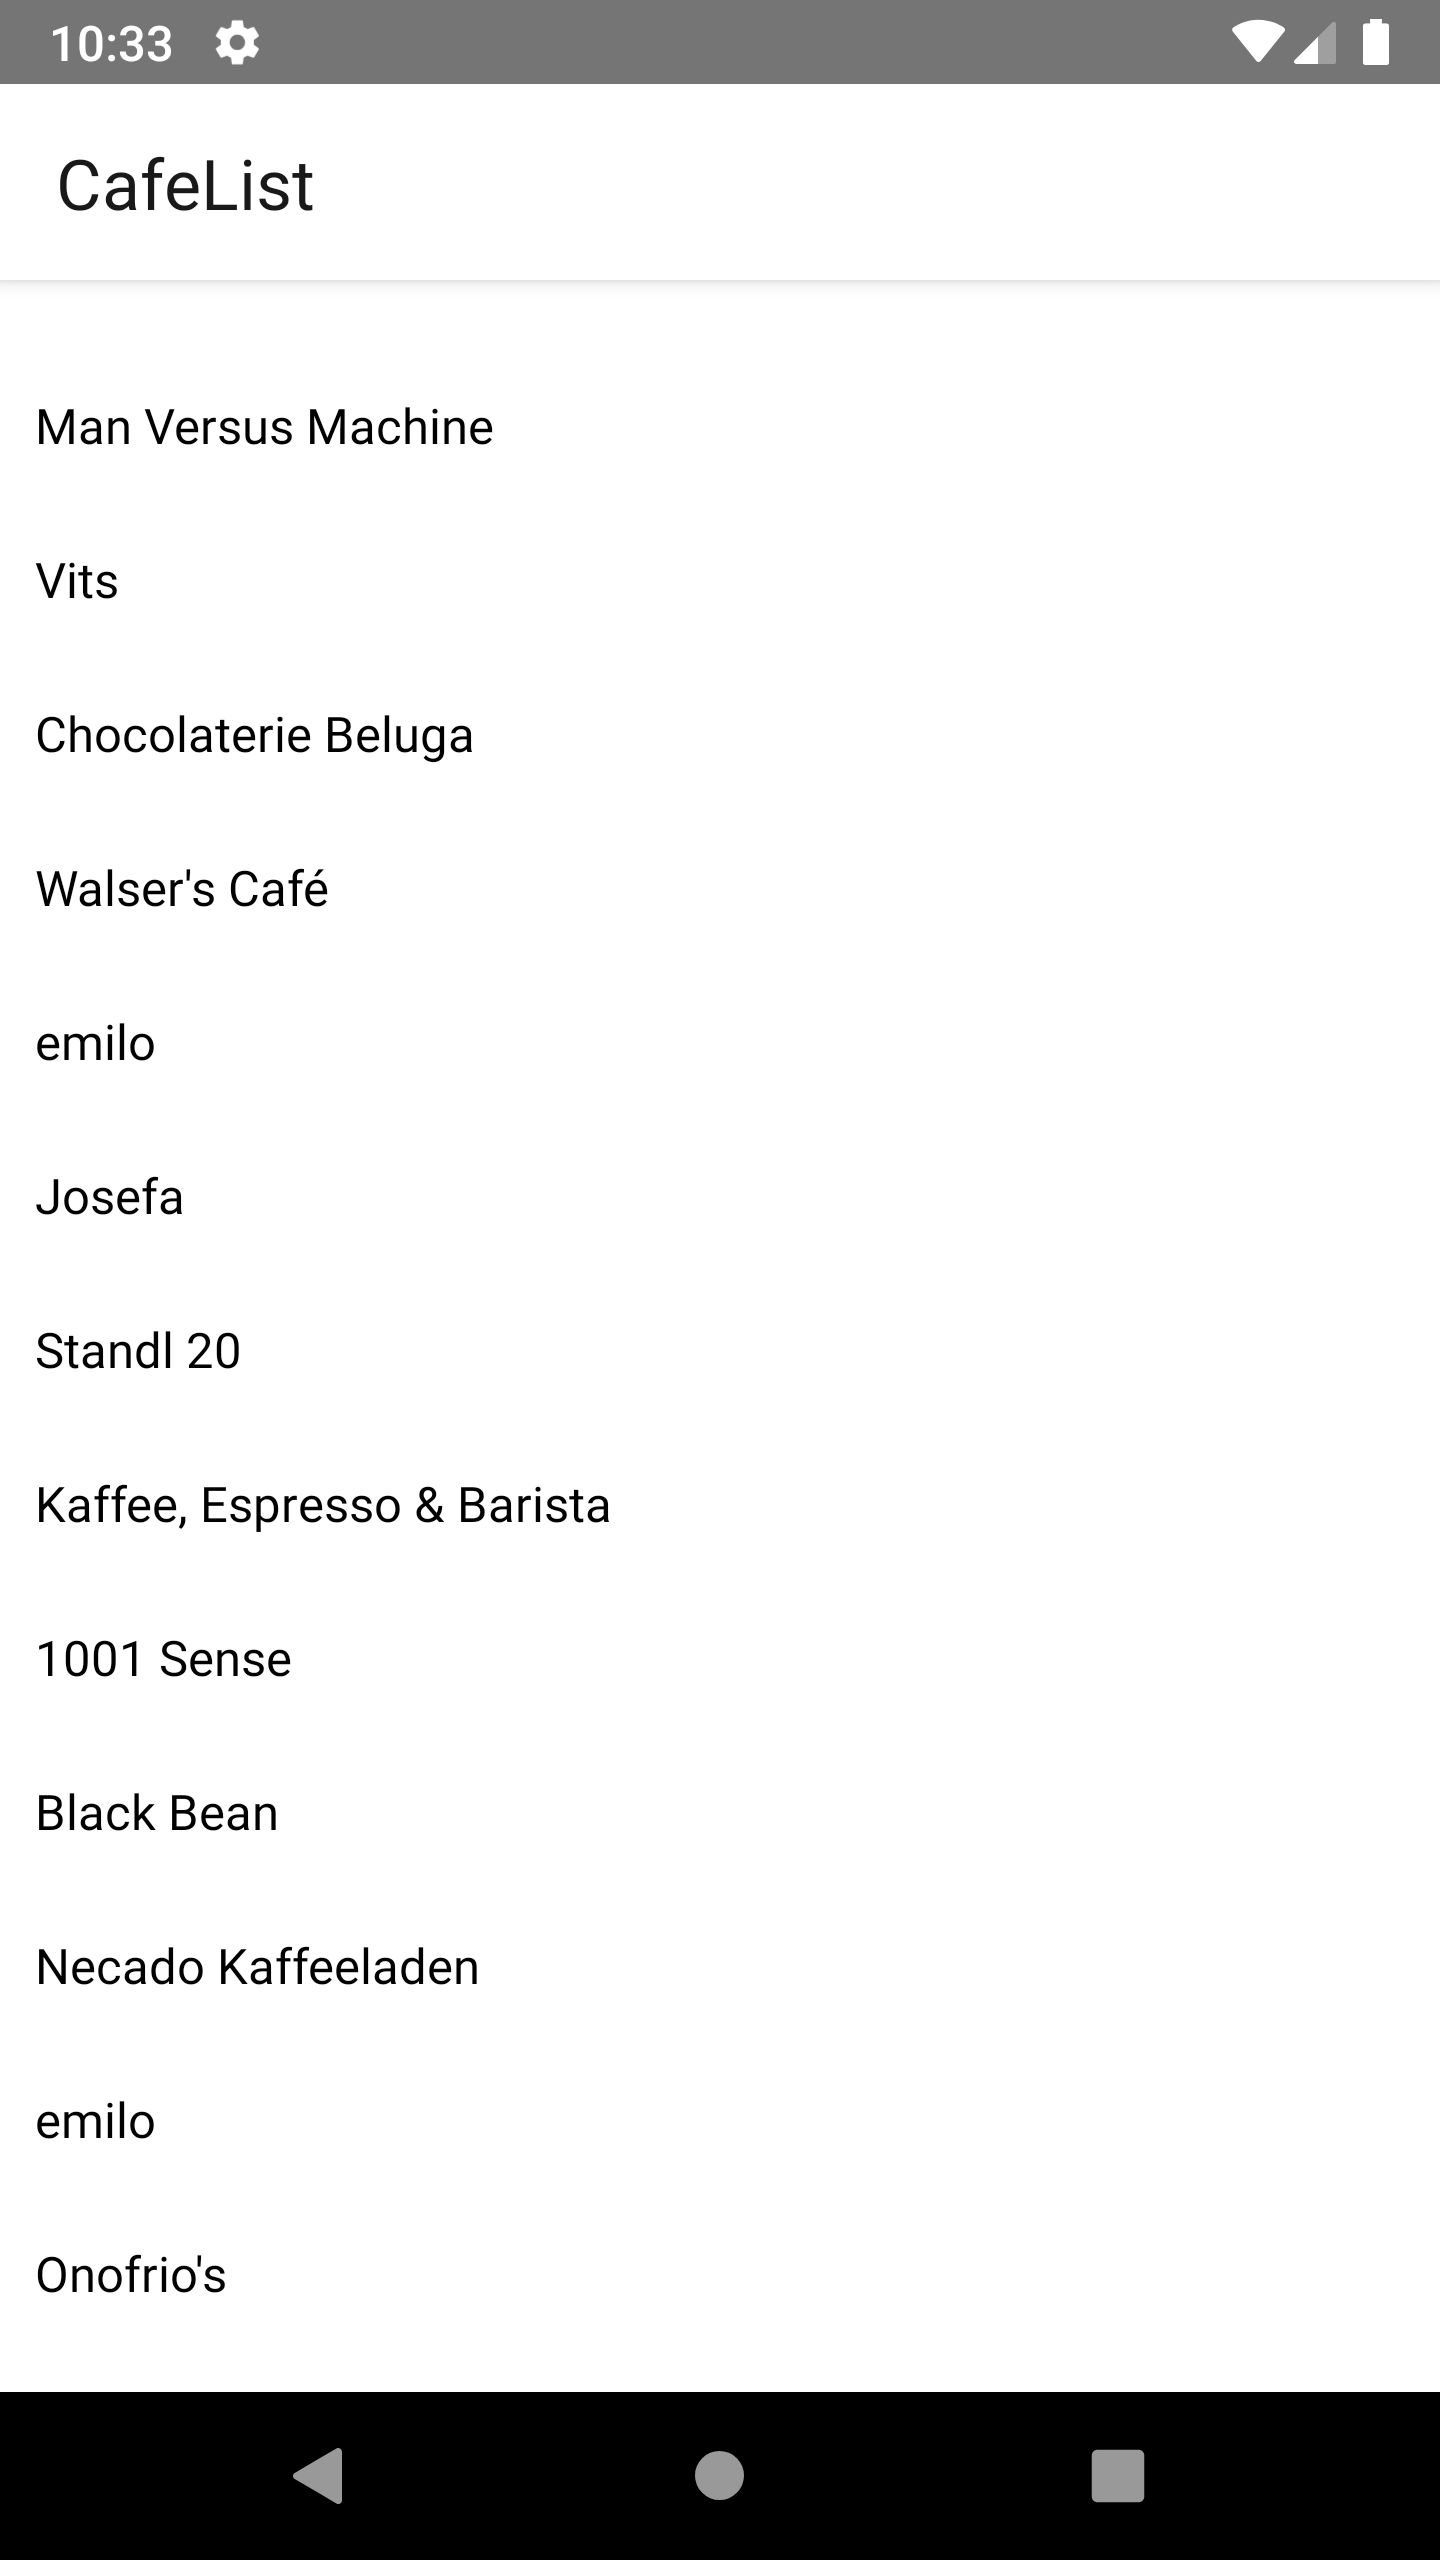 10:33
CafeList
Man Versus Machine
Vits
Chocolaterie Beluga
Walser's Café
emilo
Josefa
Standl 20
Kaffee, Espresso & Barista
1001 Sense
Black Bean
Necado Kaffeeladen
emilo
Onofrio's